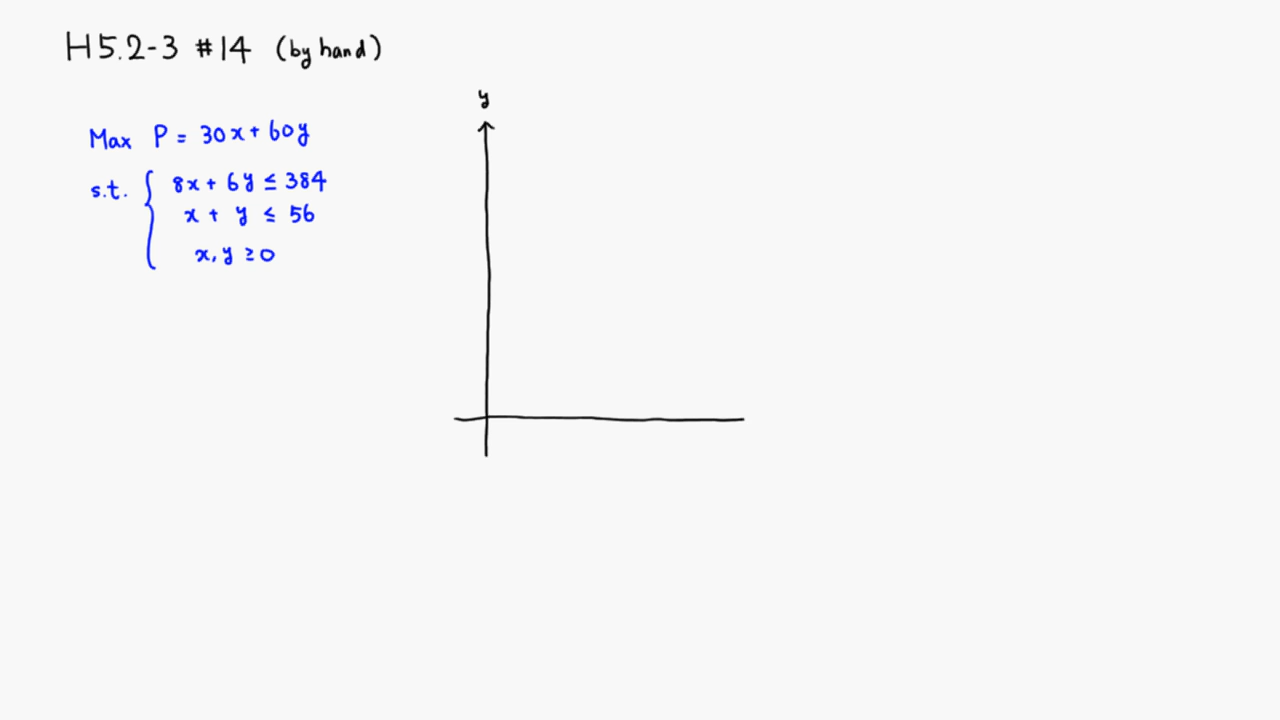 H5.2-3 #14 (by hand)
Max P = 30x + 60y
s.t. { 8x + 6y ≤ 384
x + y ≤ 56
x, y ≥ 0
y